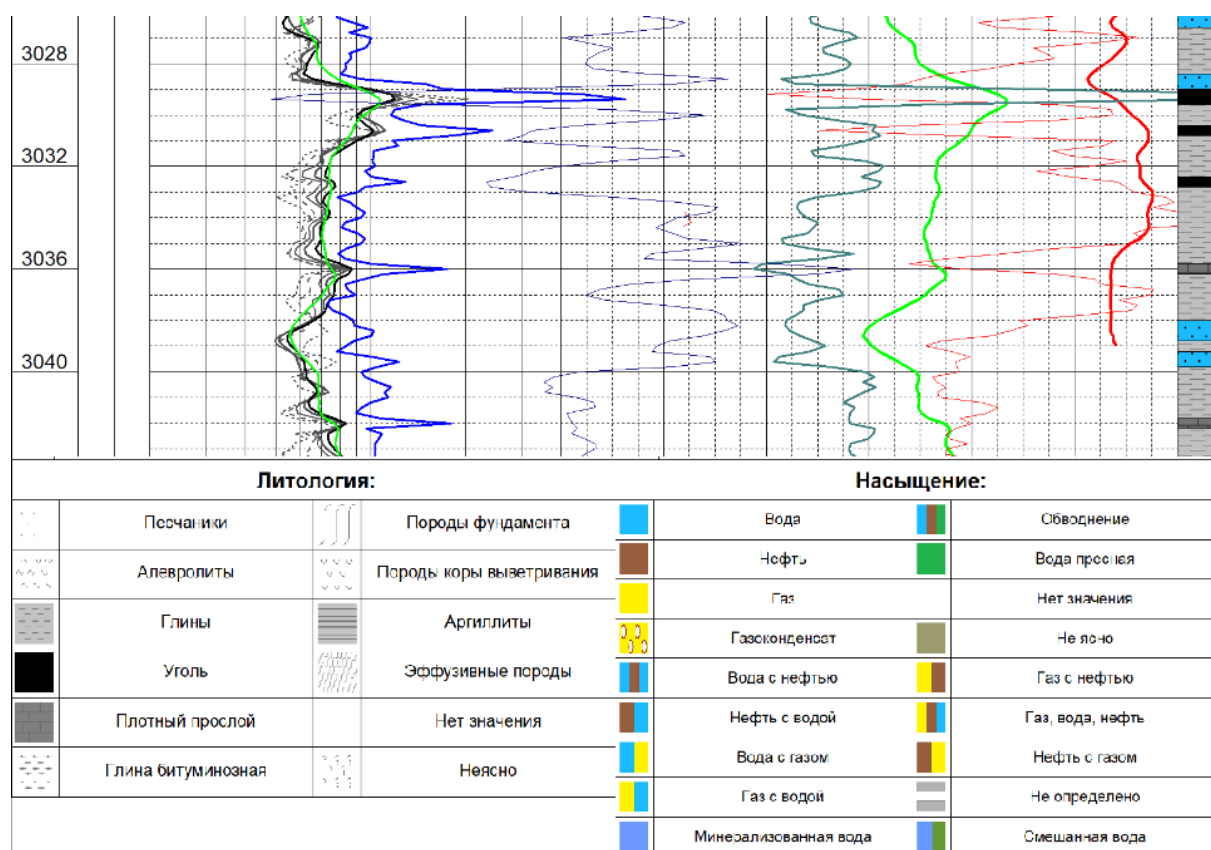 3028
3032
3036
3040
Литология:
Насыщение:
Песчаники
Породы фундамента
Вода
Обводнение
Алевролиты
Породы коры выветривания
Нефть
Вода пресная
Глины
Аргиллиты
Газ
Нет значения
Уголь
Эффузивные породы
Газоконденсат
Не ясно
Плотный прослой
Нет значения
Вода с нефтью
Газ с нефтью
Глина битуминозная
Неясно
Нефть с водой
Газ, вода, нефть
Вода с газом
Нефть с газом
Газ с водой
Не определено
Минерализованная вода
Смешанная вода